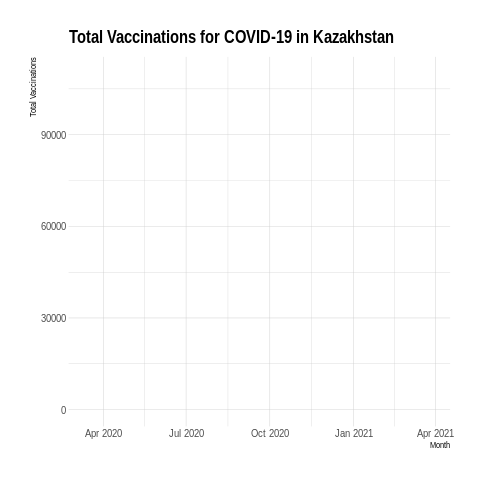 Total Vaccinations for COVID-19 in Kazakhstan
Total Vaccinations
90000
60000
30000
0
Apr 2020 Jul 2020 Oct 2020 Jan 2021 Apr 2021
Month